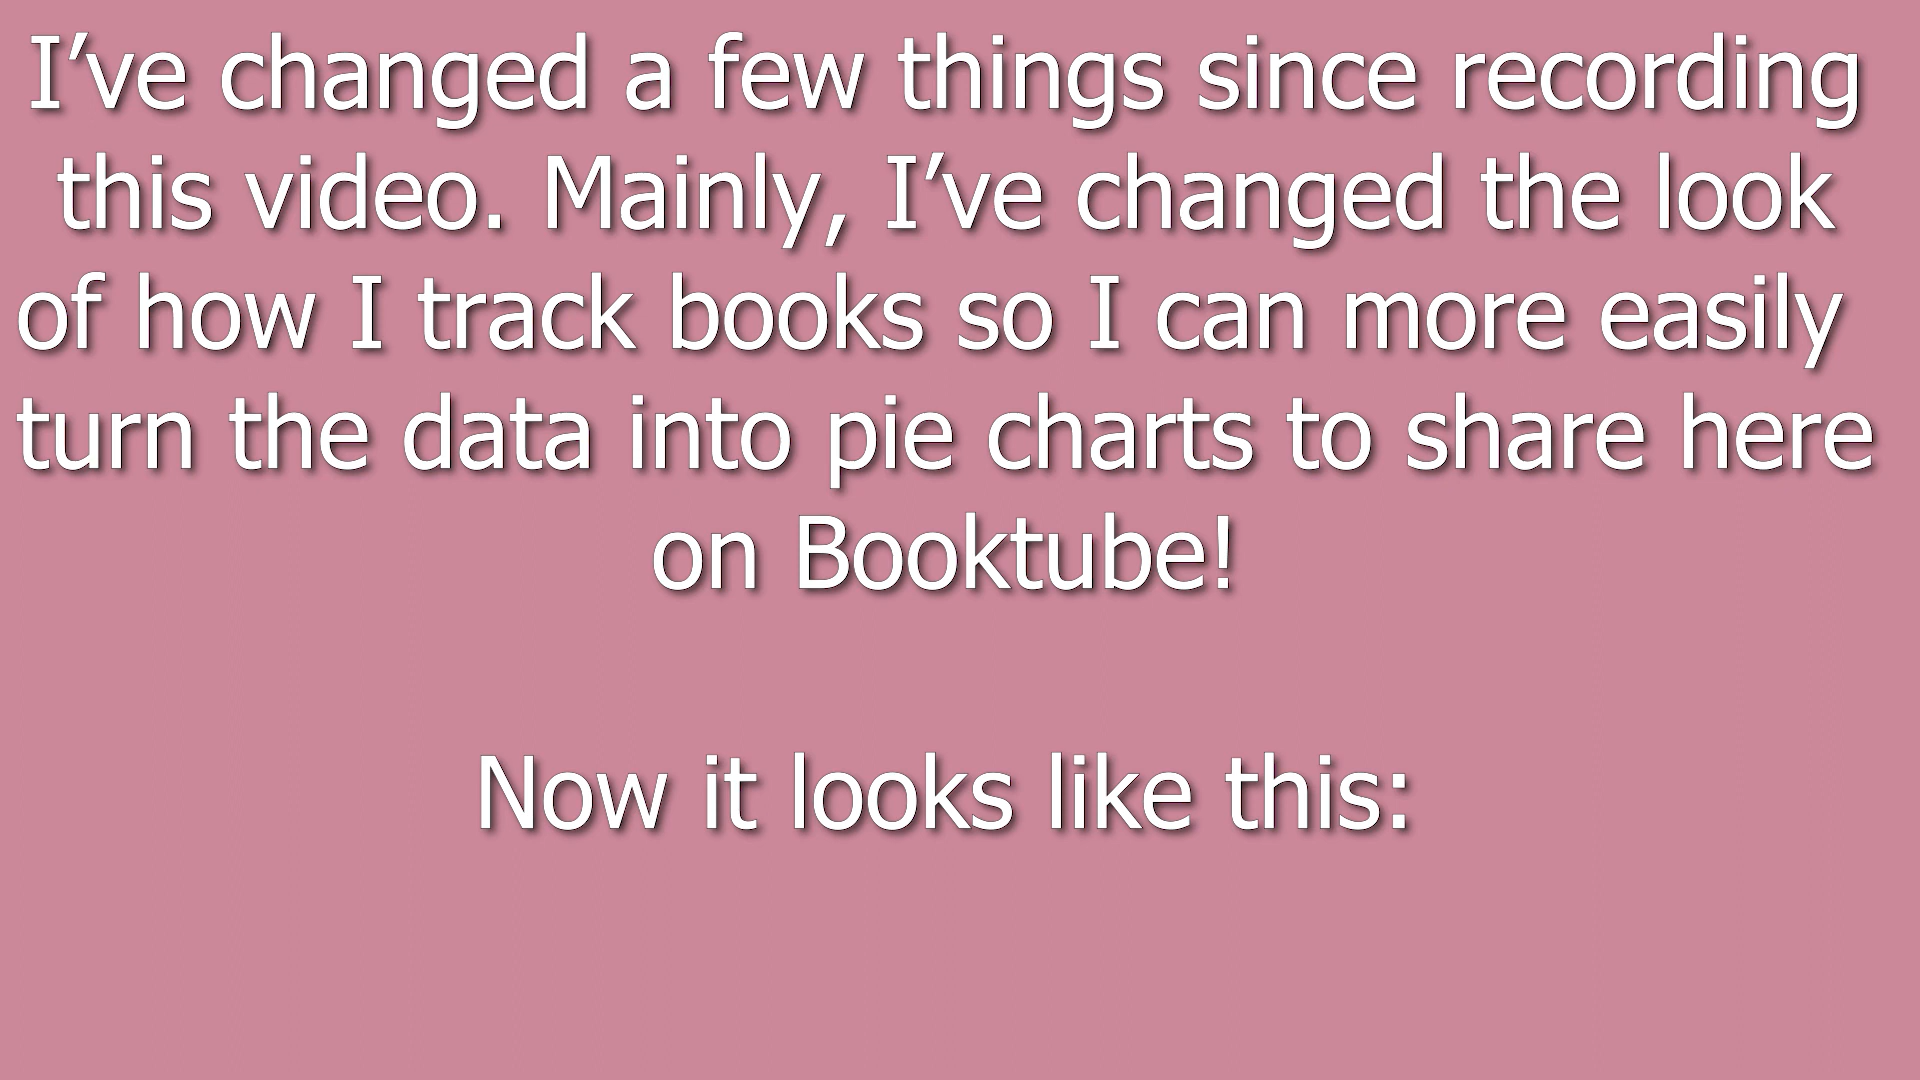 I’ve changed a few things since recording
this video. Mainly, I’ve changed the look
of how I track books so I can more easily
turn the data into pie charts to share here
on Booktube!
Now it looks like this: